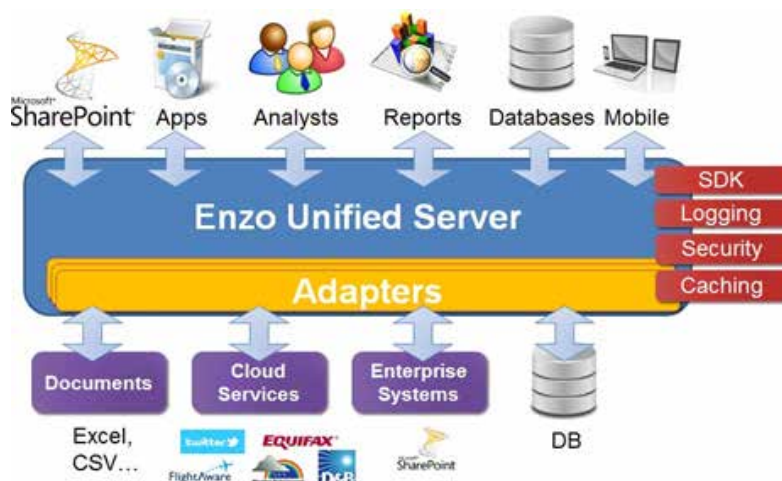 Microsoft
SharePoint
Apps
Analysts
Reports
Databases
Mobile
Enzo Unified Server
SDK
Logging
Security
Caching
Adapters
Documents
Cloud
Services
Enterprise
Systems
Excel,
CSV...
twitter
EQUIFAX
FlightAware
D&B
SharePoint
DB